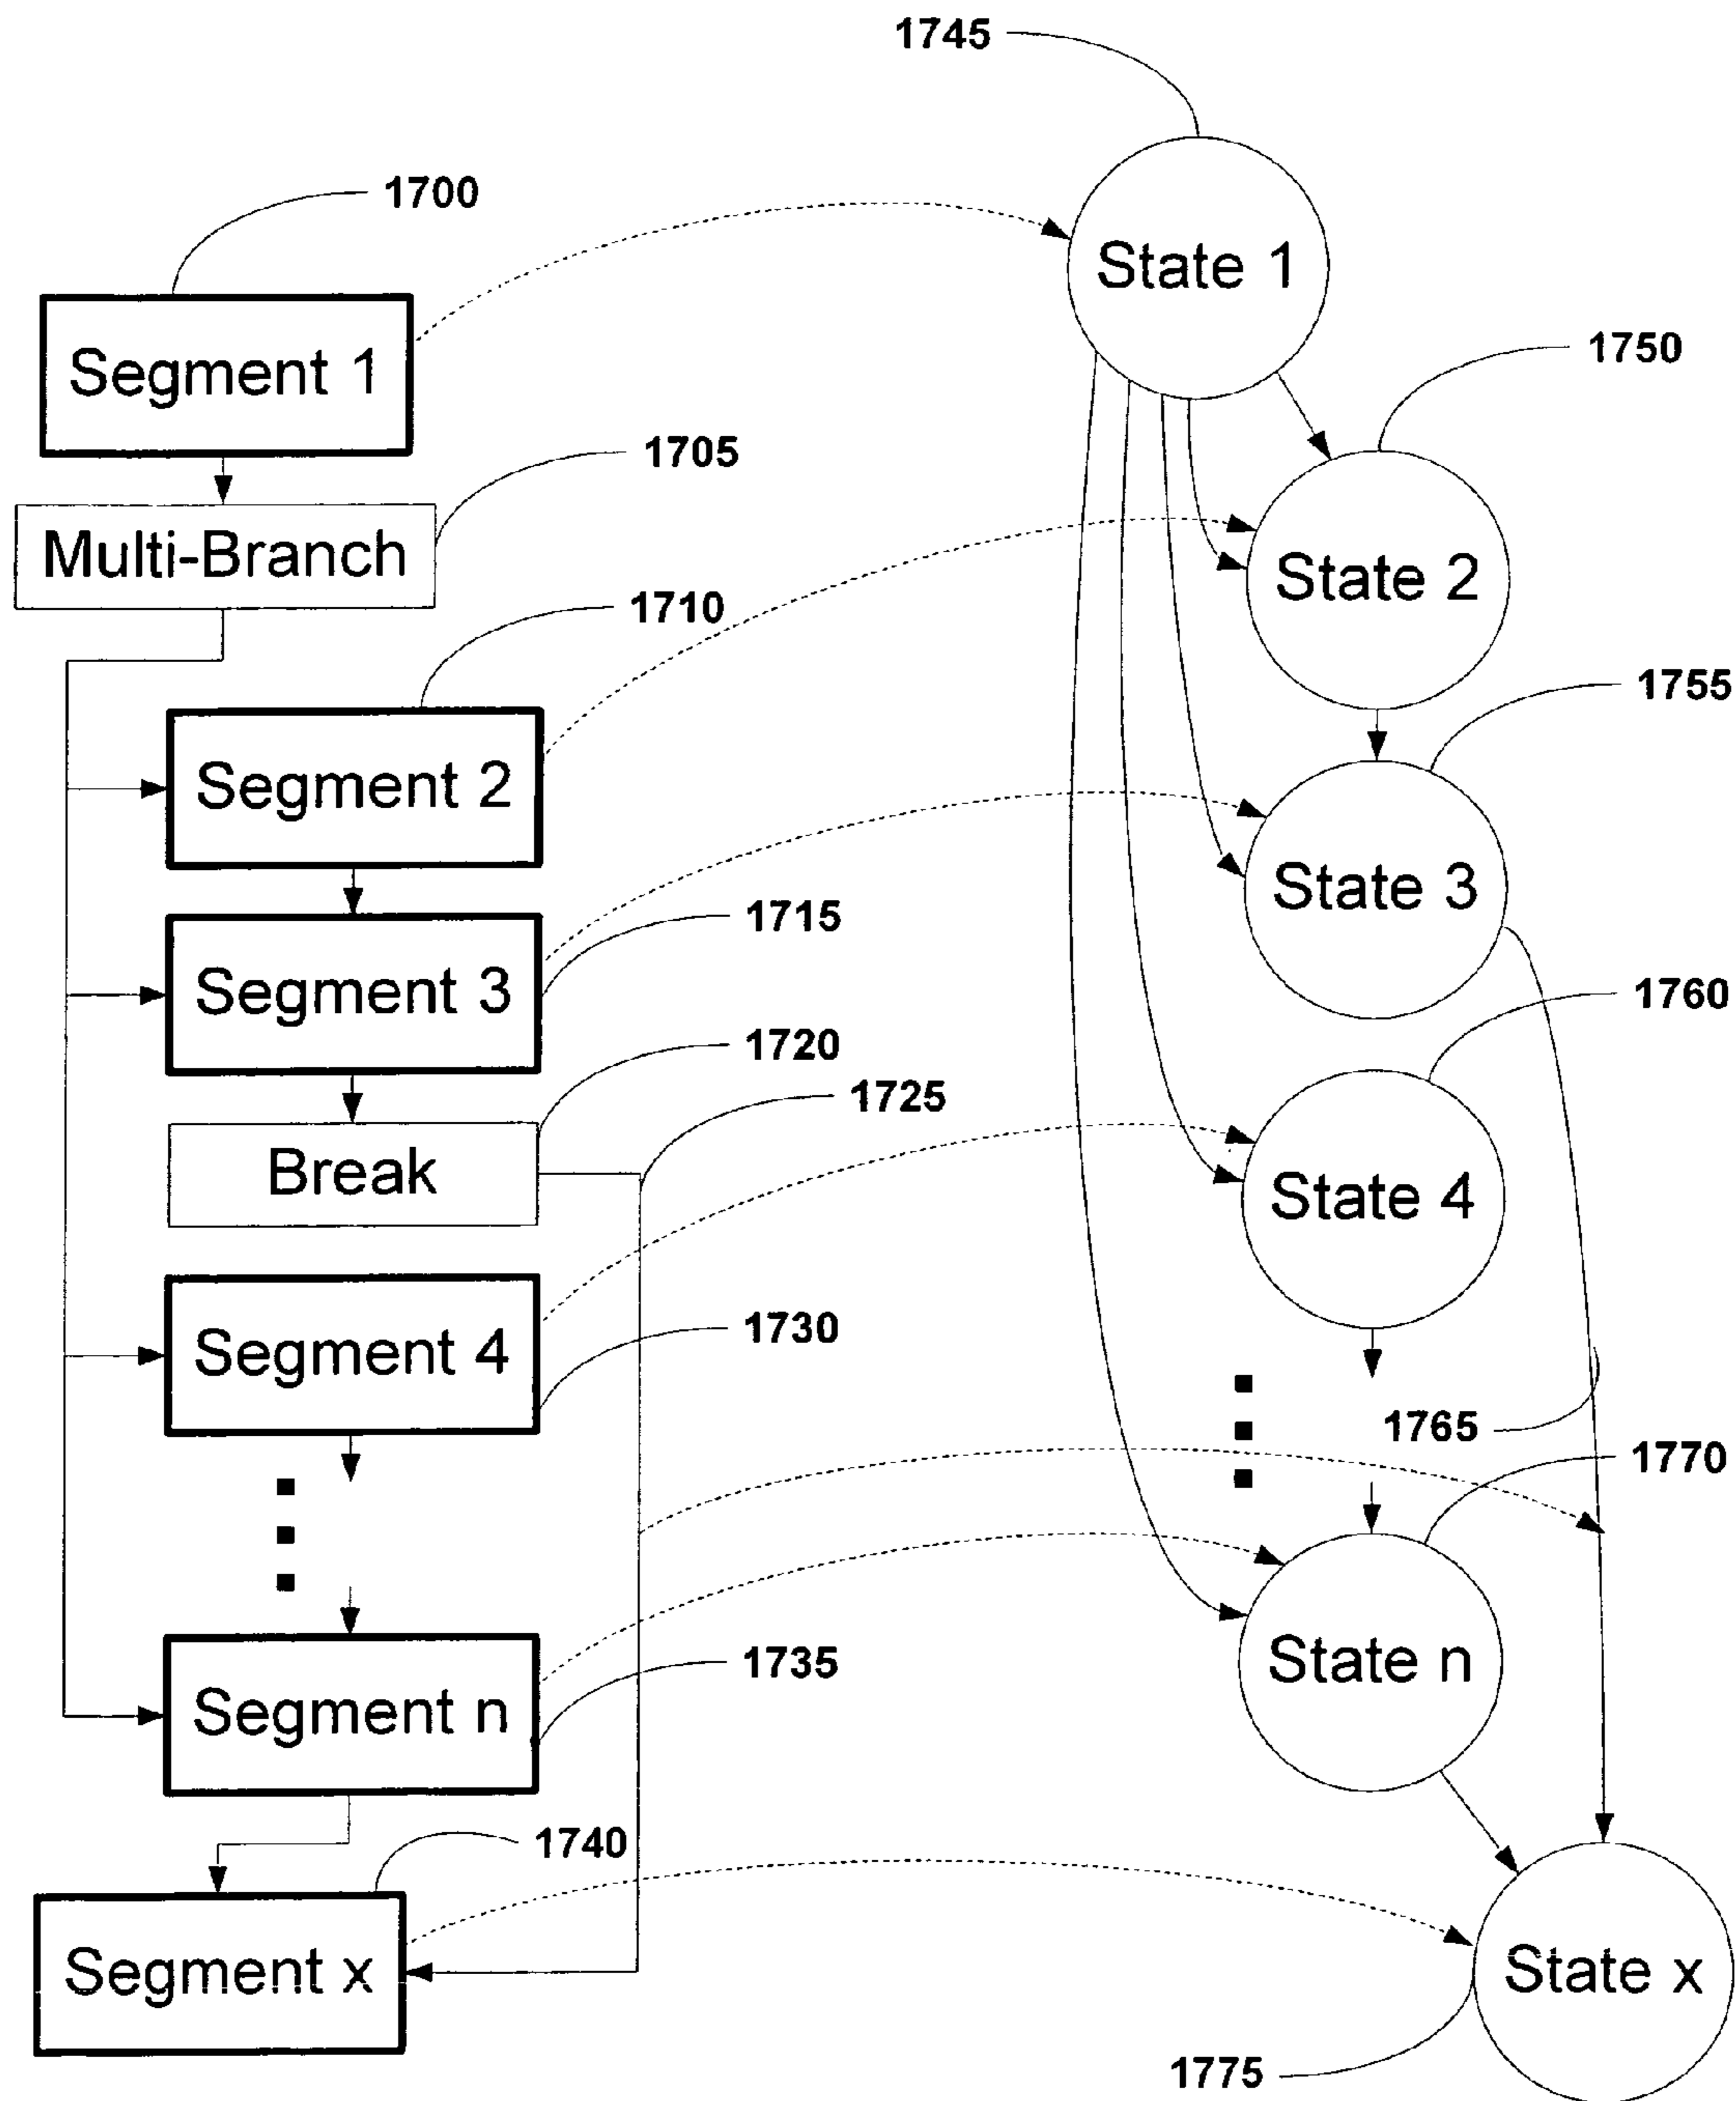 1745
1700
State 1
1750
Segment 1
1705
Multi-Branch
State 2
1710
1755
Segment 2
State 3
1715
Segment 3
1760
1720
1725
Break
State 4
1730
Segment 4
1765
1770
1735
State n
Segment n
1740
Segment x
State x
1775